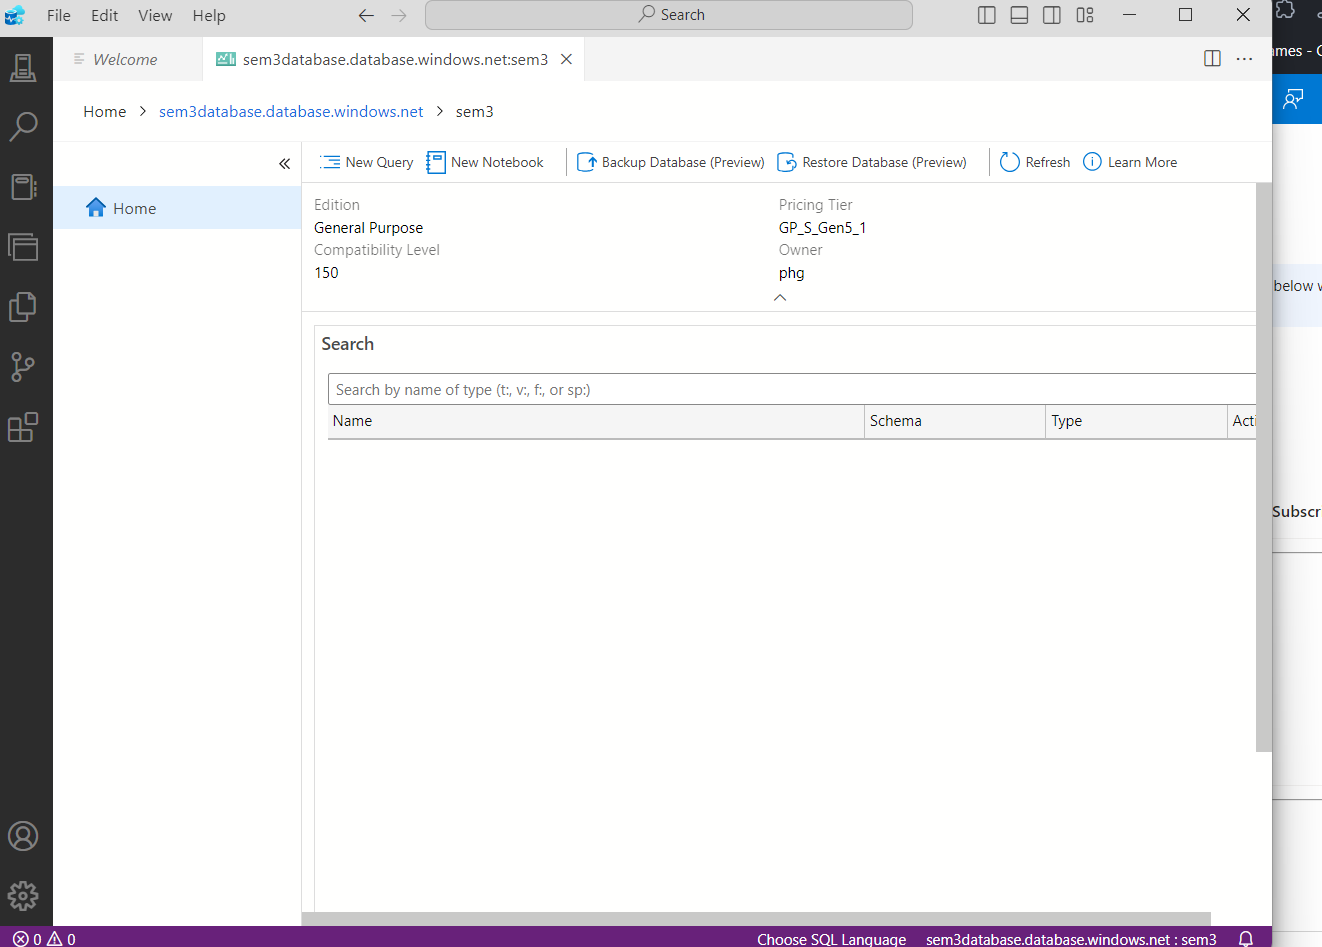 File Edit View Help Search
ames - C
Welcome sem3database.database.windows.net:sem3
Home > sem3database.database.windows.net > sem3
New Query New Notebook Backup Database (Preview) Restore Database (Preview) Refresh Learn More
Home
Edition
General Purpose
Compatibility Level
150
Pricing Tier
GP_S_Gen5_1
Owner
phg
below w
Search
Search by name of type (t:, v:, f:, or sp:)
Name Schema Type Acti
Subscr
0 0 Choose SQL Language sem3database.database.windows.net : sem3